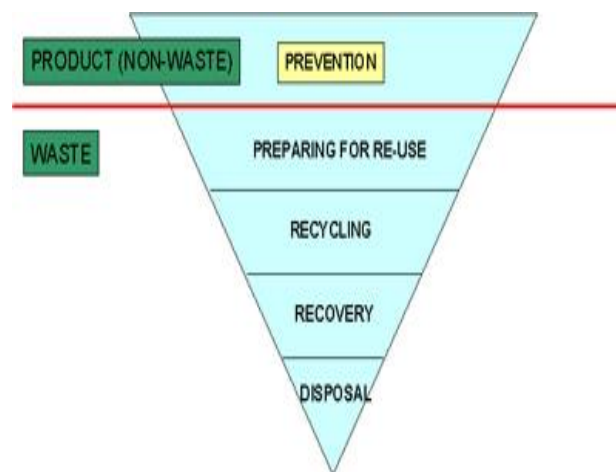 PRODUCT (NON-WASTE)
PREVENTION
WASTE
PREPARING FOR RE-USE
RECYCLING
RECOVERY
DISPOSAL